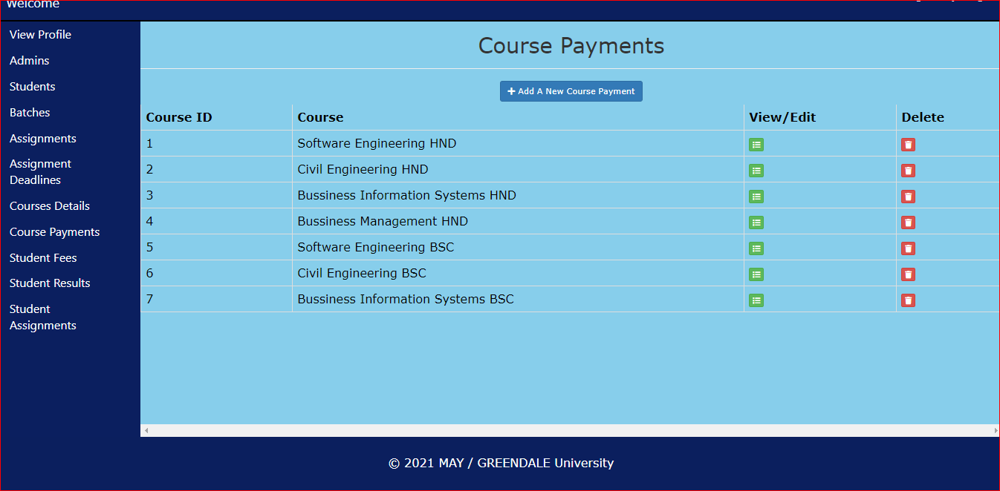 Welcome
View Profile
Admins
Students
Batches
Assignments
Assignment
Deadlines
Courses Details
Course Payments
Student Fees
Student Results
Student
Assignments
Course Payments
Add A New Course Payment
Course ID Course View/Edit Delete
1 Software Engineering HND
2 Civil Engineering HND
3 Bussiness Information Systems HND
4 Bussiness Management HND
5 Software Engineering BSC
6 Civil Engineering BSC
7 Bussiness Information Systems BSC
© 2021 MAY / GREENDALE University